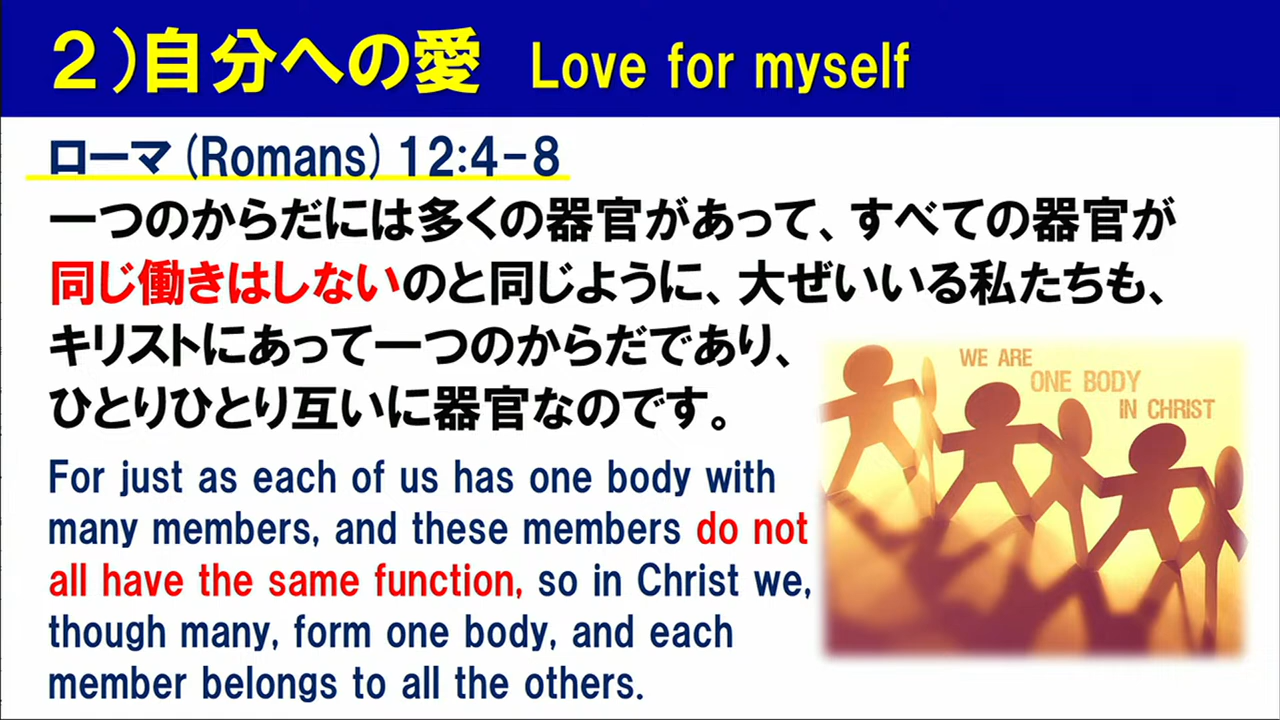 ２）自分への愛 Love for myself
ローマ（Romans）12:4-8
一つのからだには多くの器官があって、すべての器官が
同じ働きはしないのと同じように、大ぜいいる私たちも、
キリストにあって一つのからだであり、
ひとりひとり互いに器官なのです。
For just as each of us has one body with
many members, and these members do not
all have the same function, so in Christ we,
though many, form one body, and each
member belongs to all the others.
WE ARE
ONE BODY
IN CHRIST